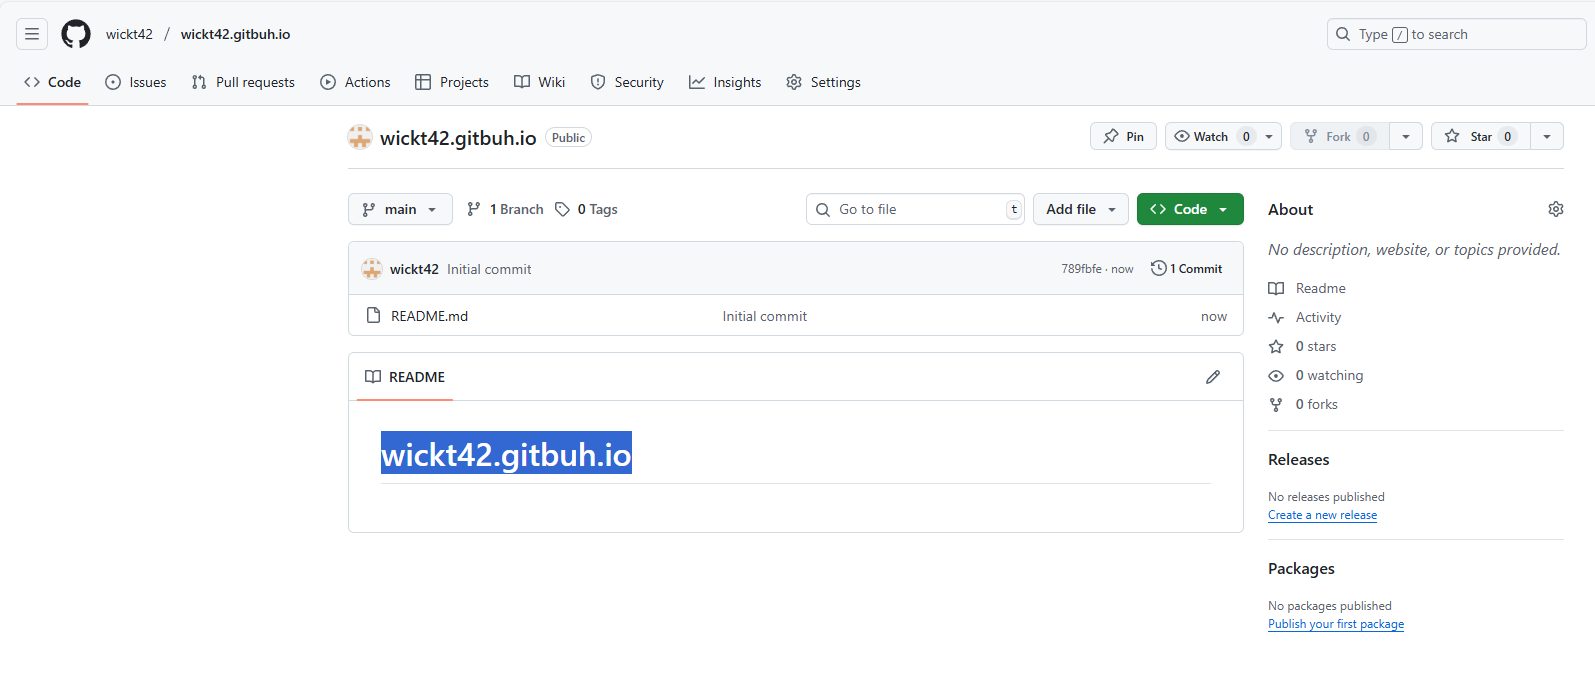 wickt42 / wickt42.gitbuh.io Type / to search
Code Issues Pull requests Actions Projects Wiki Security Insights Settings
wickt42.gitbuh.io Public Pin Watch 0 Fork 0 Star 0
main 1 Branch 0 Tags Go to file t Add file Code
wickt42 Initial commit 789fbfe · now 1 Commit
README.md Initial commit now
README
wickt42.gitbuh.io
About
No description, website, or topics provided.
Readme
Activity
0 stars
0 watching
0 forks
Releases
No releases published
Create a new release
Packages
No packages published
Publish your first package